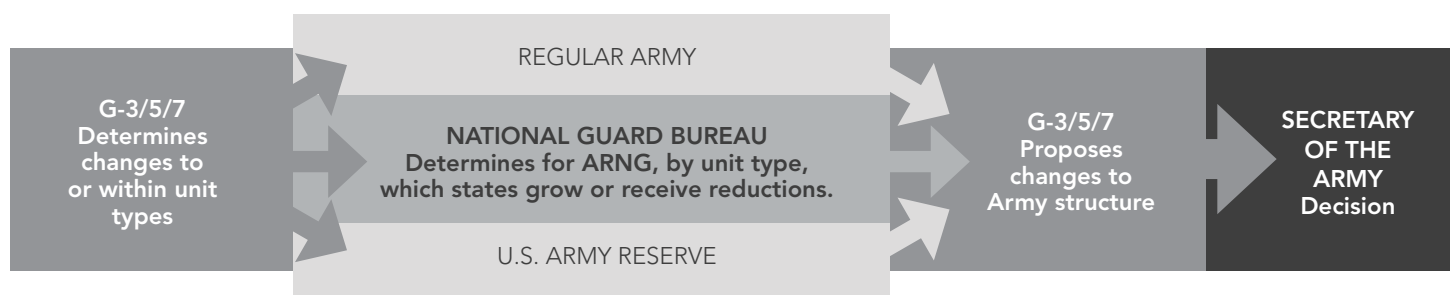 G-3/5/7
Determines
changes to
or within unit
types
REGULAR ARMY
NATIONAL GUARD BUREAU
Determines for ARNG, by unit type,
which states grow or receive reductions.
U.S. ARMY RESERVE
G-3/5/7
Proposes
changes to
Army structure
SECRETARY
OF THE
ARMY
Decision